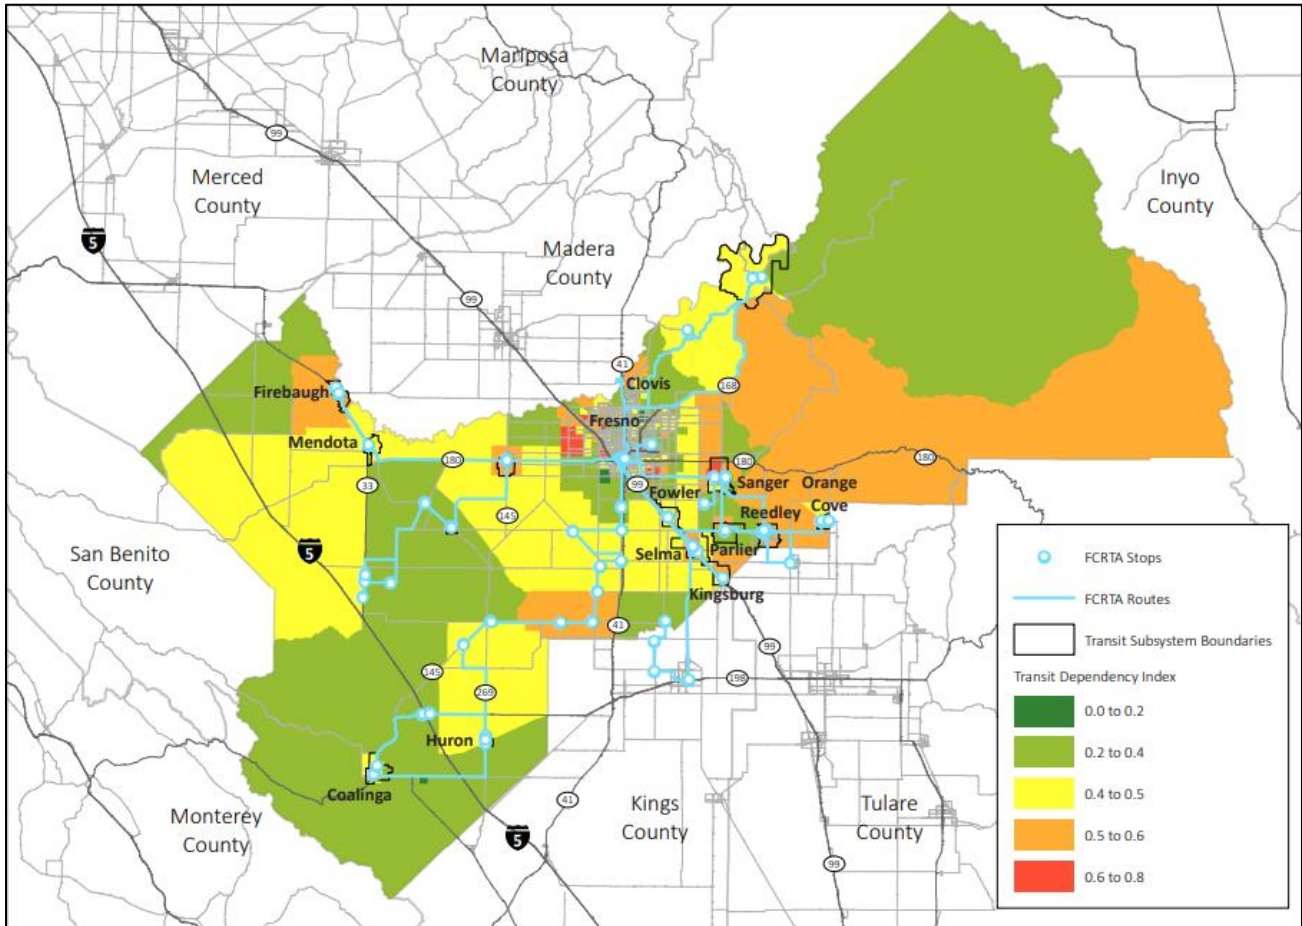 Mariposa
County
99
Merced
County
Inyo
County
5
Madera
County
99
41
Clovis
168
Firebaugh
Fresno
Mendota
180
180
180
Sanger
Orange
Cove
33
99
Fowler
Reedley
145
San Benito
County
5
Selma
Parlier
Kingsburg
41
99
145
198
269
Huron
Coalinga
41
Monterey
County
5
Kings
County
Tulare
County
99
FCRTA Stops
FCRTA Routes
Transit Subsystem Boundaries
Transit Dependency Index
0.0 to 0.2
0.2 to 0.4
0.4 to 0.5
0.5 to 0.6
0.6 to 0.8